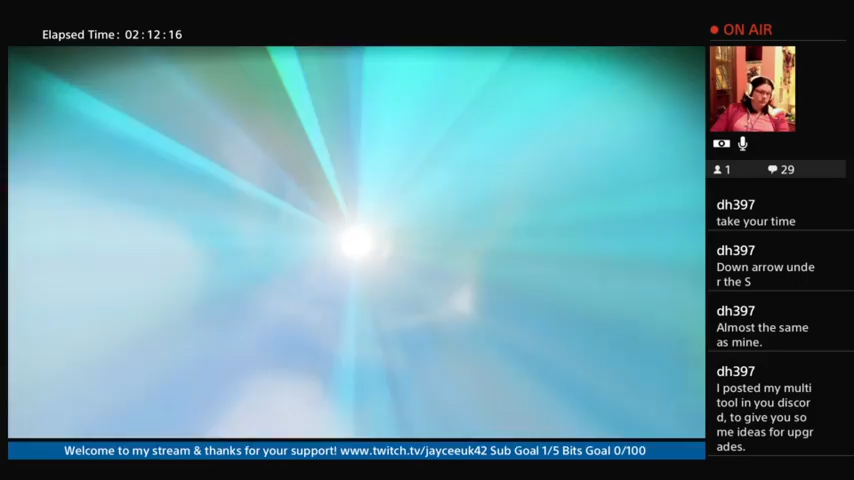 Elapsed Time: 02:12:16
ON AIR
1
29
dh397
take your time
dh397
Down arrow unde
r the S
dh397
Almost the same
as mine.
dh397
I posted my multi
tool in you discor
d, to give you so
me ideas for upgr
ades.
Welcome to my stream & thanks for your support! www.twitch.tv/jayceeuk42 Sub Goal 1/5 Bits Goal 0/100